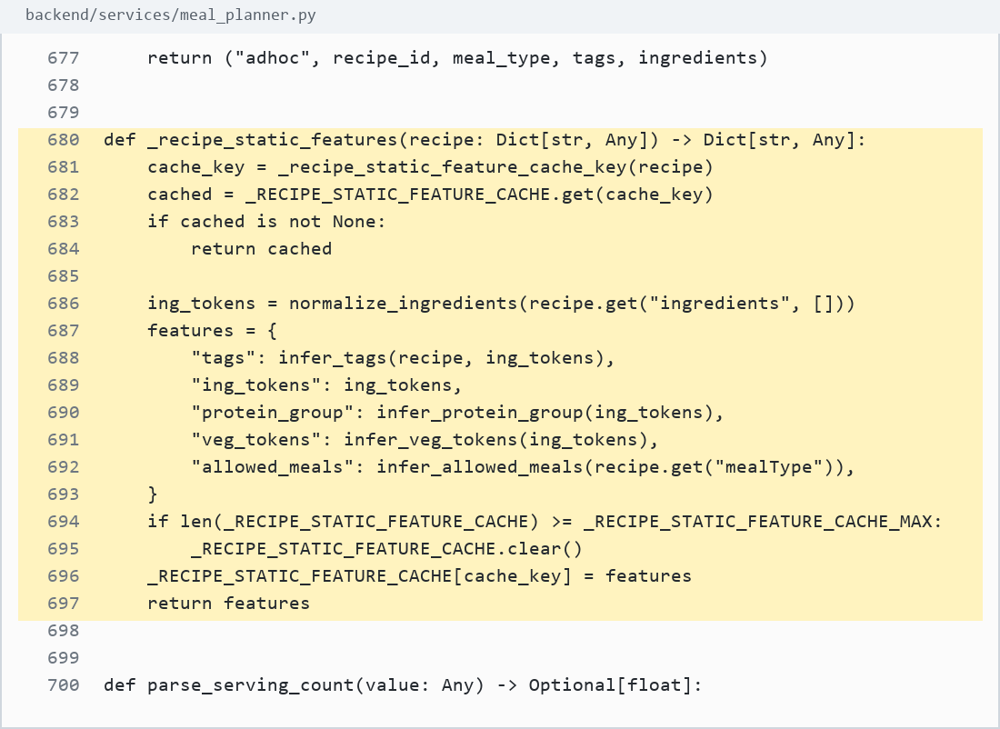 backend/services/meal_planner.py
677     return ("adhoc", recipe_id, meal_type, tags, ingredients)
678
679
680 def _recipe_static_features(recipe: Dict[str, Any]) -> Dict[str, Any]:
681     cache_key = _recipe_static_feature_cache_key(recipe)
682     cached = _RECIPE_STATIC_FEATURE_CACHE.get(cache_key)
683     if cached is not None:
684         return cached
685
686     ing_tokens = normalize_ingredients(recipe.get("ingredients", []))
687     features = {
688         "tags": infer_tags(recipe, ing_tokens),
689         "ing_tokens": ing_tokens,
690         "protein_group": infer_protein_group(ing_tokens),
691         "veg_tokens": infer_veg_tokens(ing_tokens),
692         "allowed_meals": infer_allowed_meals(recipe.get("mealType")),
693     }
694     if len(_RECIPE_STATIC_FEATURE_CACHE) >= _RECIPE_STATIC_FEATURE_CACHE_MAX:
695         _RECIPE_STATIC_FEATURE_CACHE.clear()
696     _RECIPE_STATIC_FEATURE_CACHE[cache_key] = features
697     return features
698
699
700 def parse_serving_count(value: Any) -> Optional[float]: